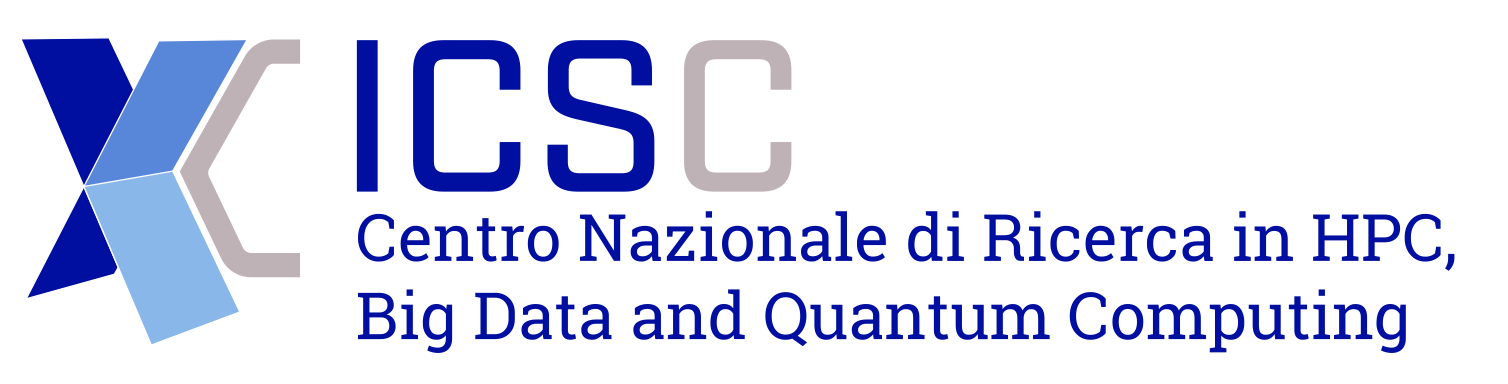 ICSC
Centro Nazionale di Ricerca in HPC,
Big Data and Quantum Computing